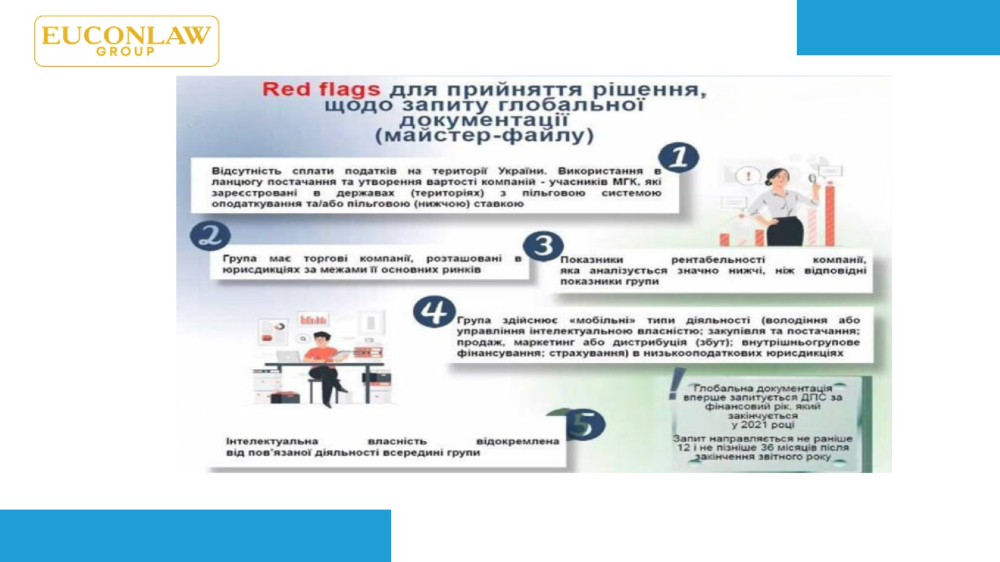 EUCONLAW
GROUP
Red flags для прийняття рішення,
щодо запиту глобальної
документації
(майстер-файлу)
1
Відсутність сплати податків на території України. Використання в
ланцюгу постачання та утворення вартості компаній - учасників МГК, які
зареєстровані в державах (територіях) з пільговою системою
оподаткування та/або пільговою (нижчою) ставкою
2
Група має торгові компанії, розташовані в
юрисдикціях за межами її основних ринків
3
Показники рентабельності компанії,
яка аналізується значно нижчі, ніж відповідні
показники групи
4
Група здійснює «мобільні» типи діяльності (володіння або
управління інтелектуальною власністю; закупівля та постачання;
продаж, маркетинг або дистрибуція (збут); внутрішньогрупове
фінансування; страхування) в низькооподаткових юрисдикціях
5
Інтелектуальна власність відокремлена
від пов'язаної діяльності всередині групи
!
Глобальна документація
вперше запитується ДПС за
фінансовий рік, який
закінчується
у 2021 році
Запит направляється не раніше
12 і не пізніше 36 місяців після
закінчення звітного року